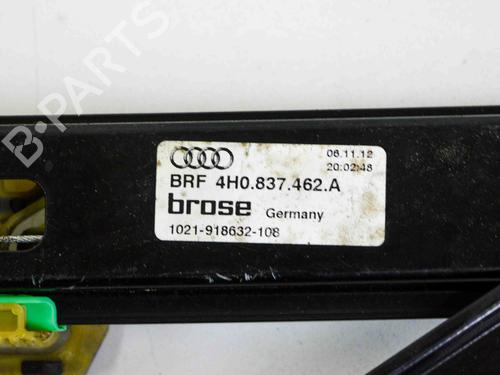 B-PARTS
06.11.12
20:02:48
BRF 4H0.837.462.A
brose Germany
1021-918632-108